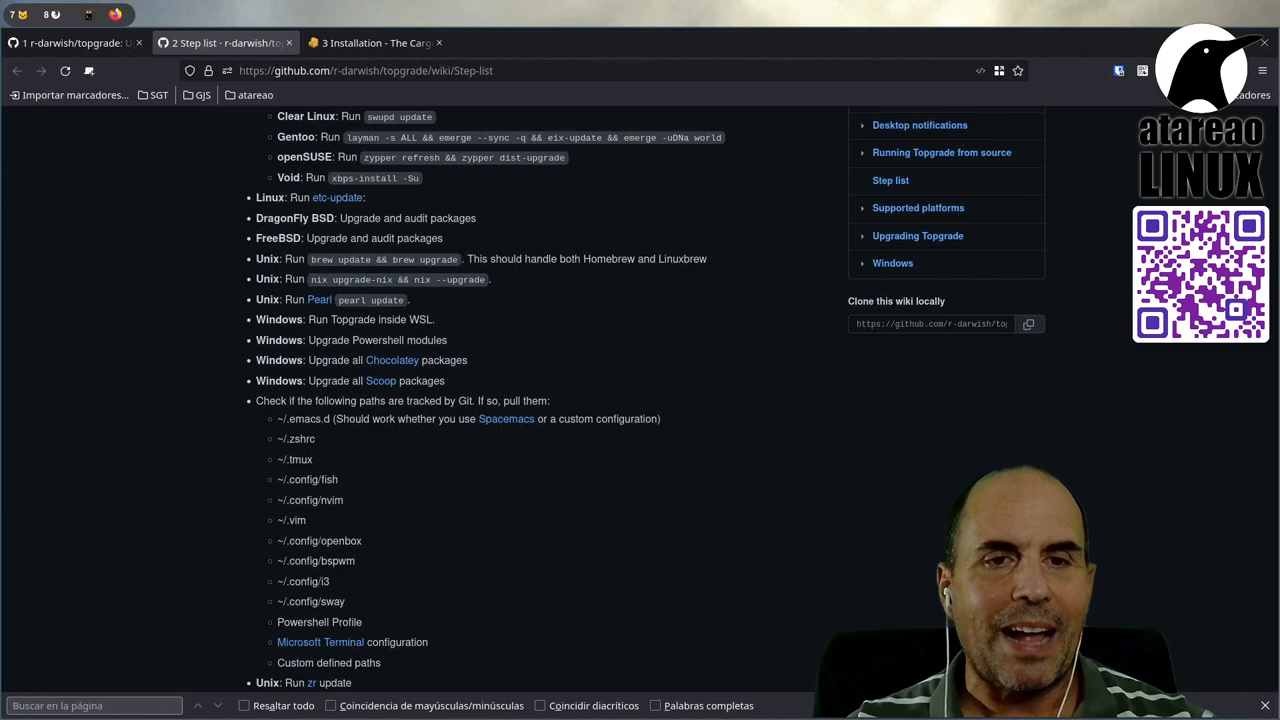 7 8
1 r-darwish/topgrade: U
2 Step list · r-darwish/to
3 Installation - The Carg
https://github.com/r-darwish/topgrade/wiki/Step-list
Importar marcadores... SGT GJS atareao
adores
atareao
LINUX
Clear Linux: Run swupd update
Gentoo: Run layman -s ALL && emerge --sync -q && eix-update && emerge -uDNa world
openSUSE: Run zypper refresh && zypper dist-upgrade
Void: Run xbps-install -Su
Linux: Run etc-update:
DragonFly BSD: Upgrade and audit packages
FreeBSD: Upgrade and audit packages
Unix: Run brew update && brew upgrade. This should handle both Homebrew and Linuxbrew
Unix: Run nix upgrade-nix && nix --upgrade.
Unix: Run Pearl pearl update.
Windows: Run Topgrade inside WSL.
Windows: Upgrade Powershell modules
Windows: Upgrade all Chocolatey packages
Windows: Upgrade all Scoop packages
Check if the following paths are tracked by Git. If so, pull them:
~/.emacs.d (Should work whether you use Spacemacs or a custom configuration)
~/.zshrc
~/.tmux
~/.config/fish
~/.config/nvim
~/.vim
~/.config/openbox
~/.config/bspwm
~/.config/i3
~/.config/sway
Powershell Profile
Microsoft Terminal configuration
Custom defined paths
Unix: Run zr update
Desktop notifications
Running Topgrade from source
Step list
Supported platforms
Upgrading Topgrade
Windows
Clone this wiki locally
https://github.com/r-darwish/to
Buscar en la página
Resaltar todo
Coincidencia de mayúsculas/minúsculas
Coincidir diacríticos
Palabras completas